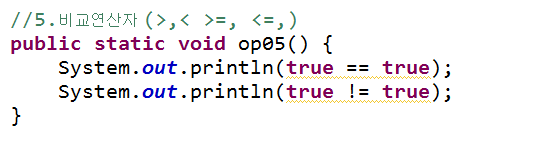 //5.비교연산자(>,< >=, <=,)
public static void op05() {
    System.out.println(true == true);
    System.out.println(true != true);
}